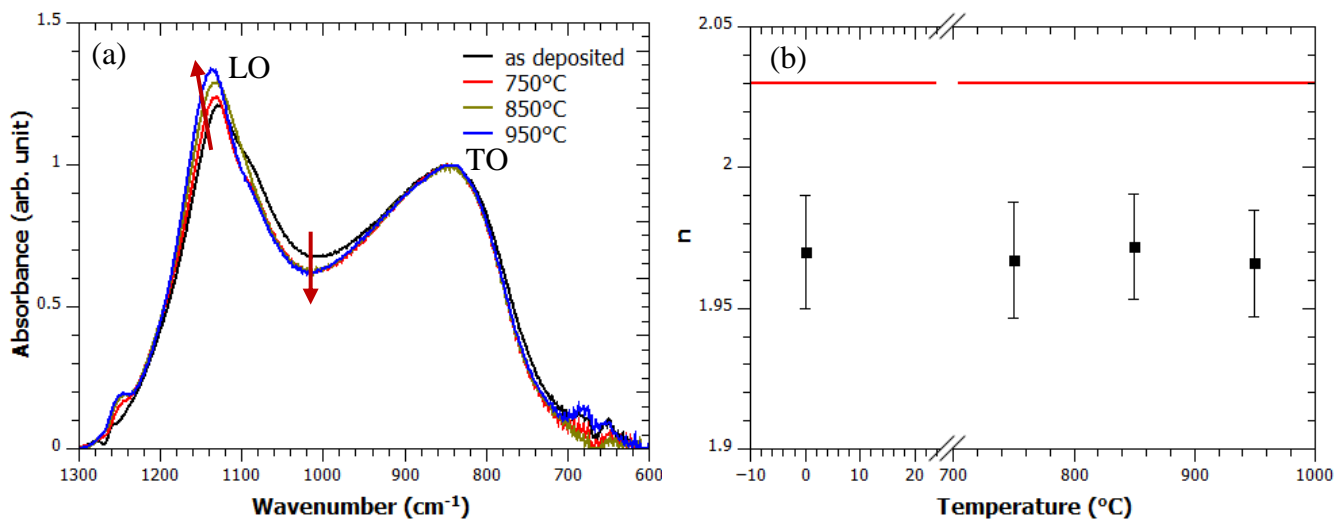 (a)
LO
TO
as deposited
750°C
850°C
950°C
1.5
1
0.5
0
Absorbance (arb. unit)
1300
1200
1100
1000
900
800
700
600
Wavenumber (cm-1)
(b)
2.05
2
1.95
1.9
n
-10
0
10
20
700
800
900
1000
Temperature (°C)